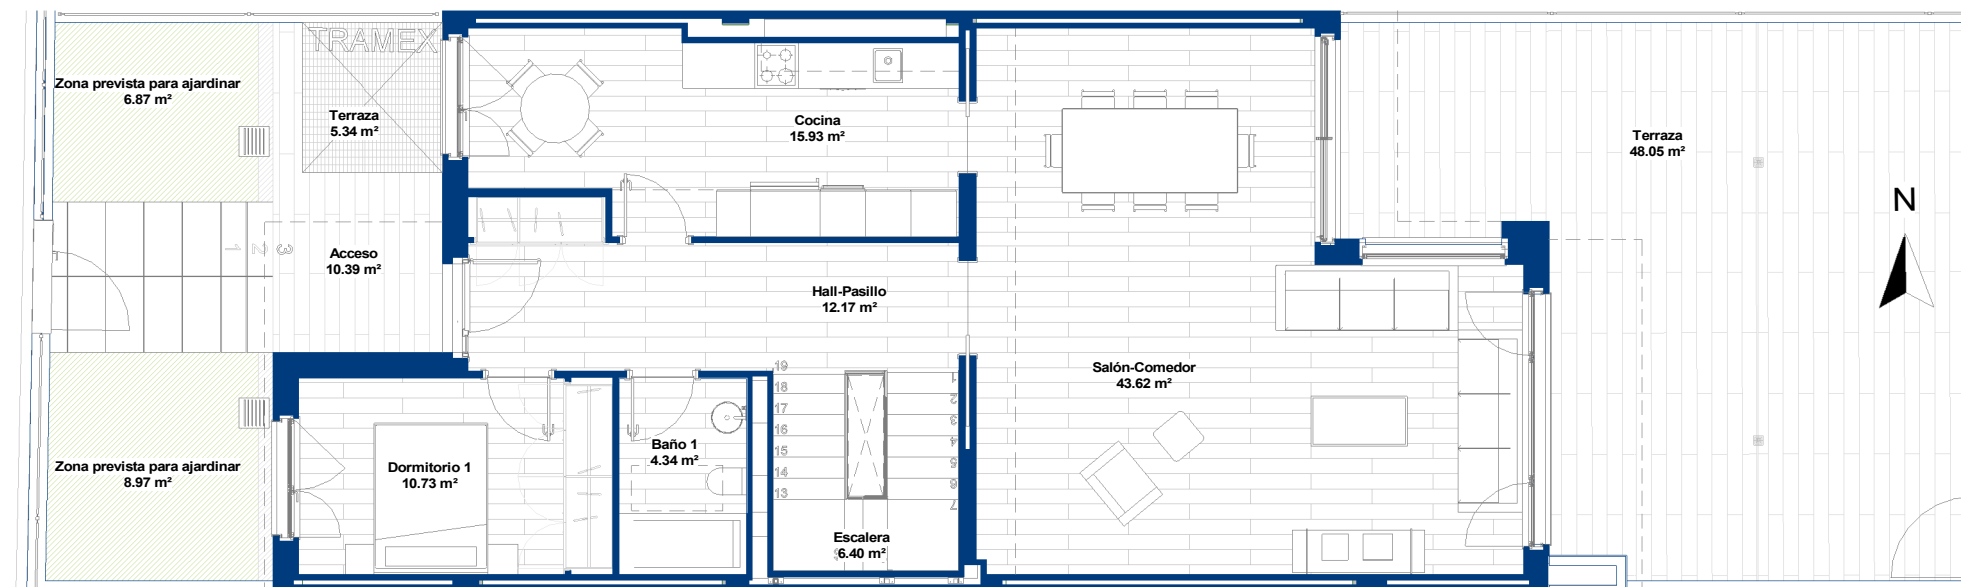 TRAMEX
Zona prevista para ajardinar
6.87 m²
Terraza
5.34 m²
Cocina
15.93 m²
Terraza
48.05 m²
N
1
2
3
Acceso
10.39 m²
Hall-Pasillo
12.17 m²
Salón-Comedor
43.62 m²
19
18
17
16
15
14
13
1
2
3
4
5
6
7
Baño 1
4.34 m²
Zona prevista para ajardinar
8.97 m²
Dormitorio 1
10.73 m²
Escalera
6.40 m²